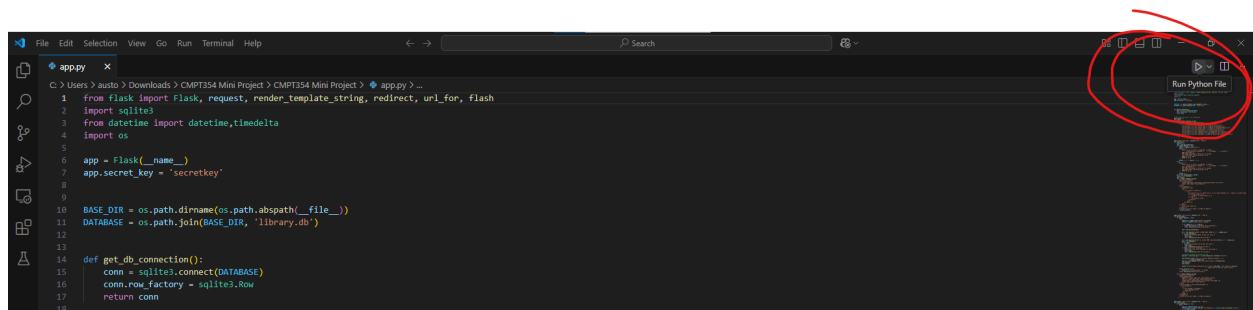 File Edit Selection View Go Run Terminal Help
Search
app.py
Run Python File
C: > Users > austo > Downloads > CMPT354 Mini Project > CMPT354 Mini Project > app.py > ...
1 from flask import Flask, request, render_template_string, redirect, url_for, flash
2 import sqlite3
3 from datetime import datetime,timedelta
4 import os
5
6 app = Flask(__name__)
7 app.secret_key = 'secretkey'
8
9
10 BASE_DIR = os.path.dirname(os.path.abspath(__file__))
11 DATABASE = os.path.join(BASE_DIR, 'library.db')
12
13
14 def get_db_connection():
15 conn = sqlite3.connect(DATABASE)
16 conn.row_factory = sqlite3.Row
17 return conn
18